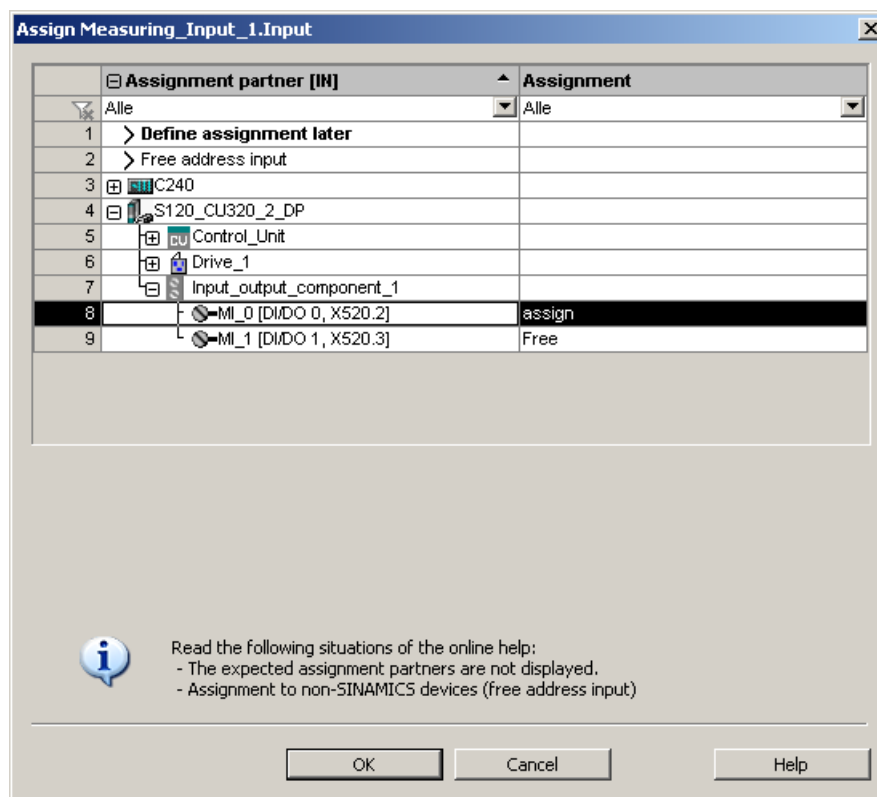 Assign Measuring_Input_1.Input
Assignment partner [IN] Assignment
Alle Alle
1 Define assignment later
2 Free address input
3 C240
4 S120_CU320_2_DP
5 CU Control_Unit
6 Drive_1
7 Input_output_component_1
8 MI_0 [DI/DO 0, X520.2] assign
9 MI_1 [DI/DO 1, X520.3] Free
Read the following situations of the online help:
- The expected assignment partners are not displayed.
- Assignment to non-SINAMICS devices (free address input)
OK Cancel Help